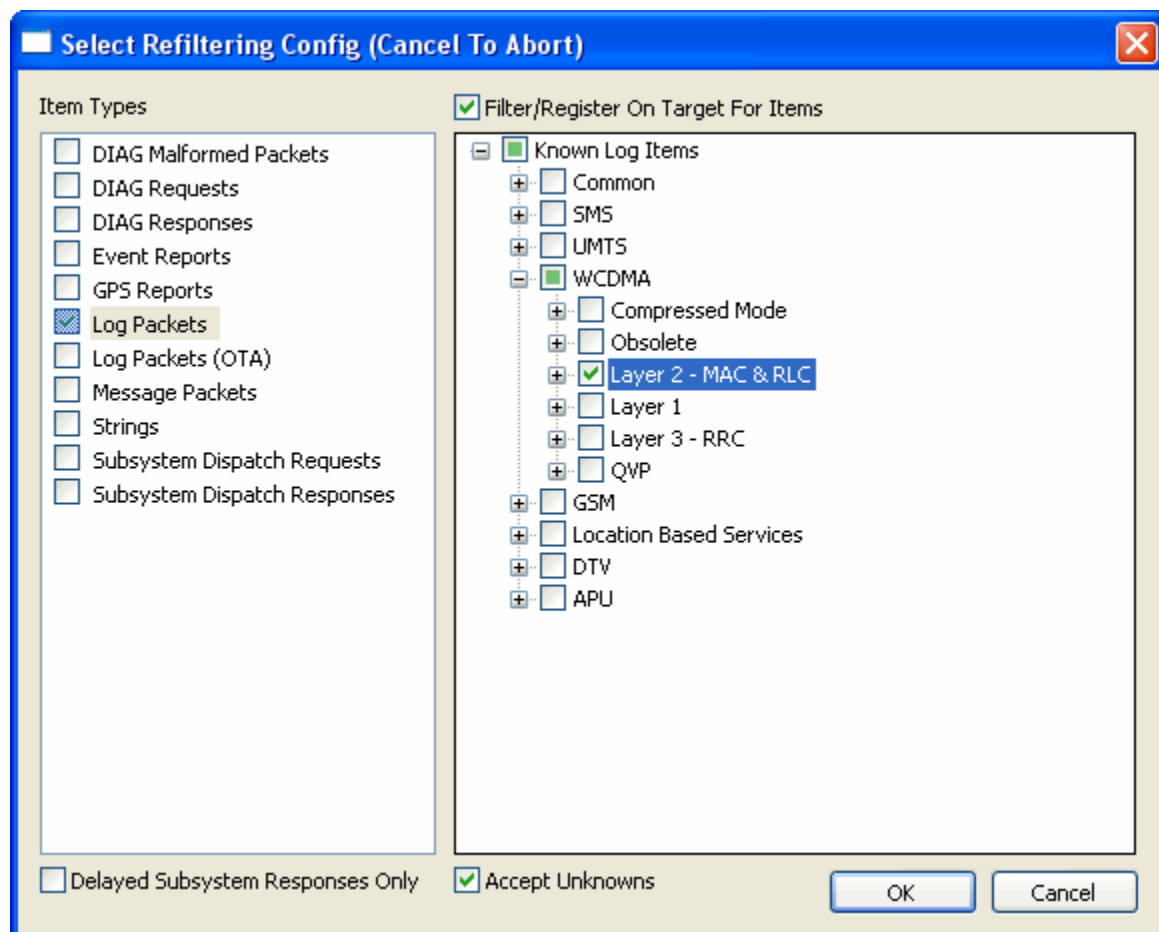 Select Refiltering Config (Cancel To Abort)
Item Types
DIAG Malformed Packets
DIAG Requests
DIAG Responses
Event Reports
GPS Reports
Log Packets
Log Packets (OTA)
Message Packets
Strings
Subsystem Dispatch Requests
Subsystem Dispatch Responses
Delayed Subsystem Responses Only
Filter/Register On Target For Items
Known Log Items
Common
SMS
UMTS
WCDMA
Compressed Mode
Obsolete
Layer 2 - MAC & RLC
Layer 1
Layer 3 - RRC
QVP
GSM
Location Based Services
DTV
APU
Accept Unknowns
OK
Cancel